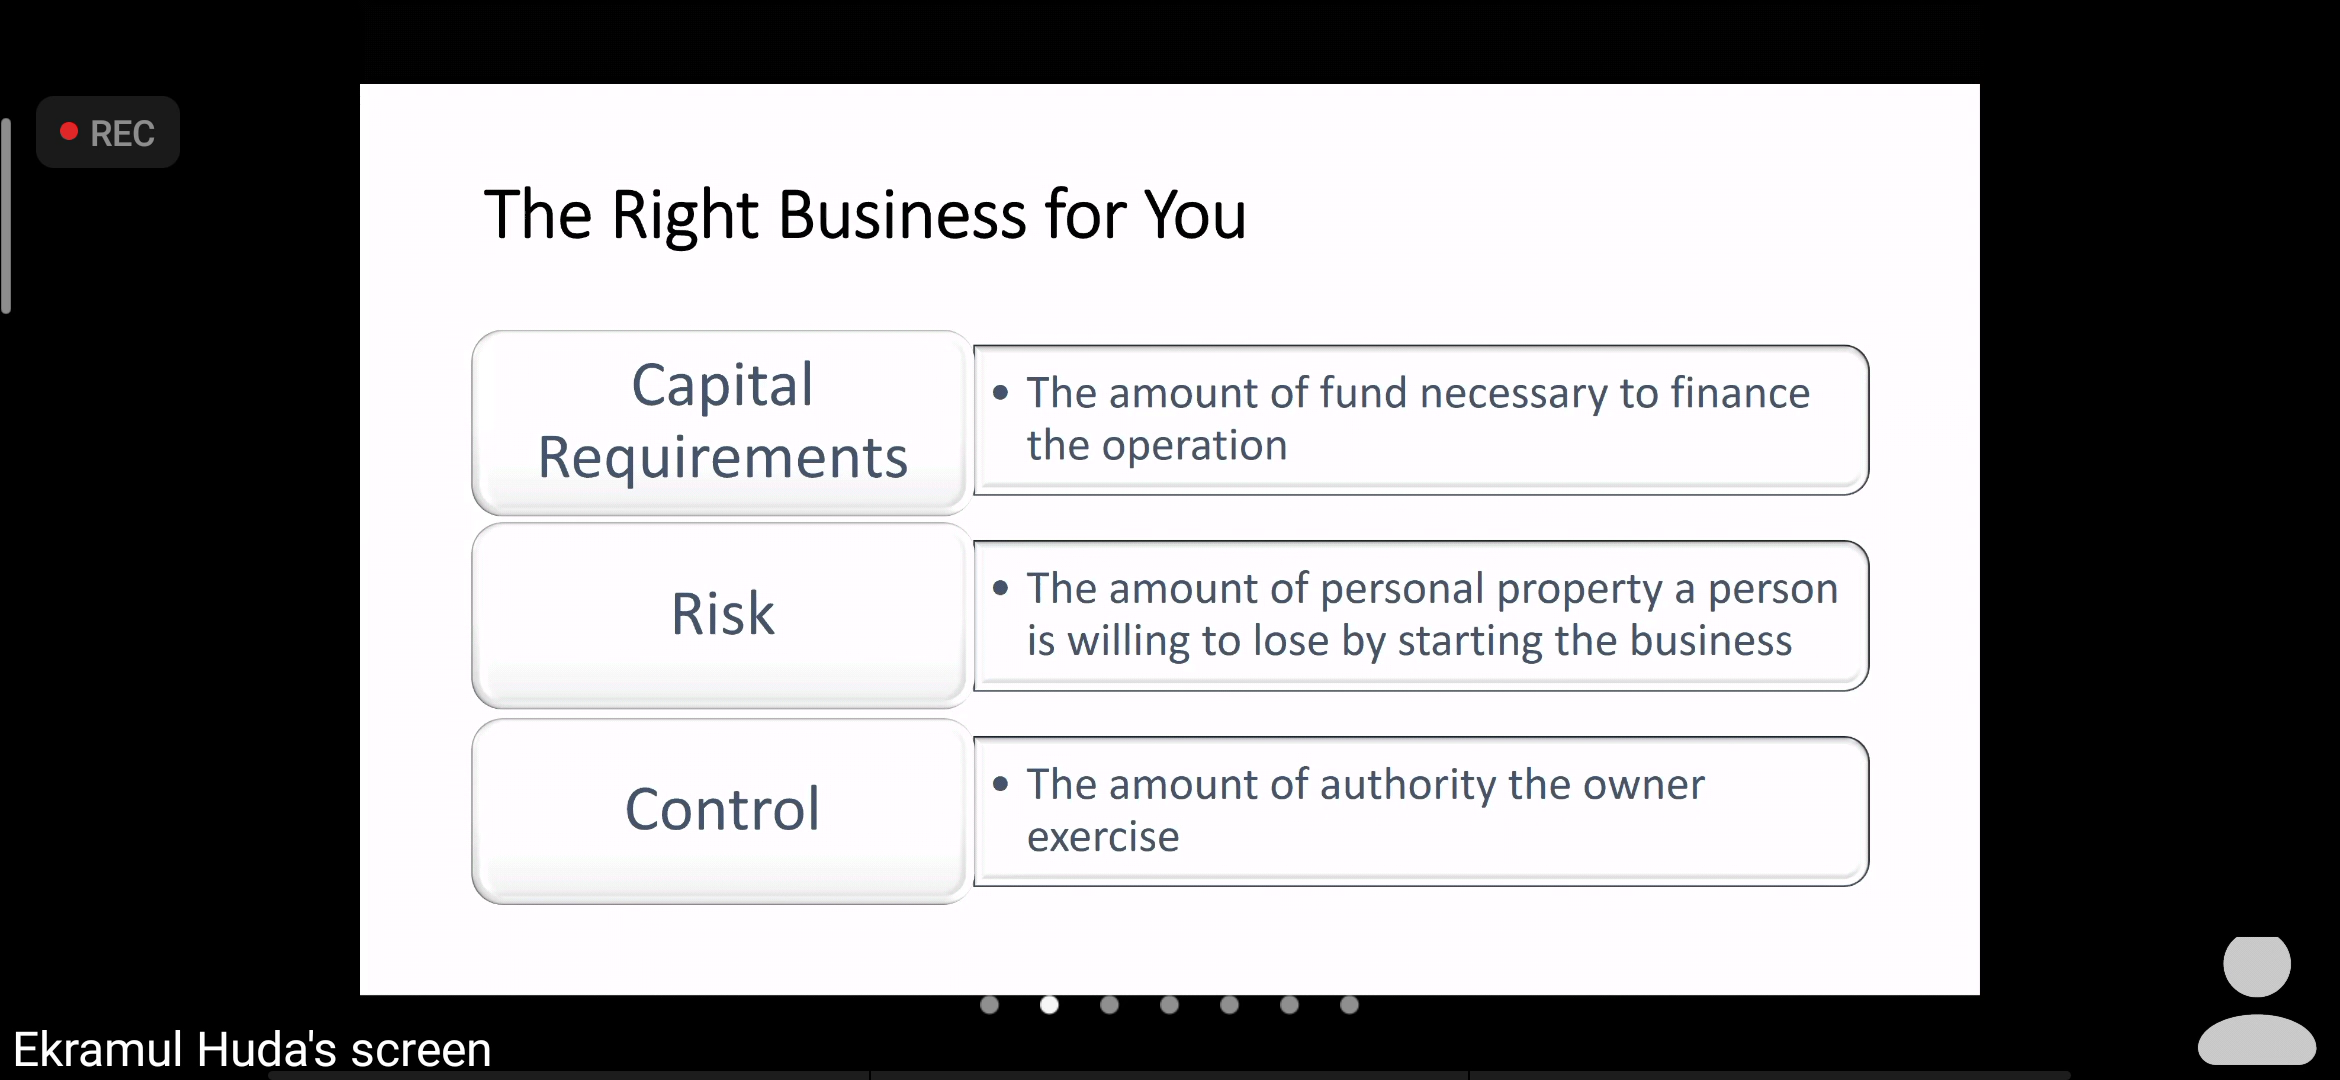 REC
The Right Business for You
Capital
Requirements
• The amount of fund necessary to finance
the operation
Risk
• The amount of personal property a person
is willing to lose by starting the business
Control
• The amount of authority the owner
exercise
Ekramul Huda's screen